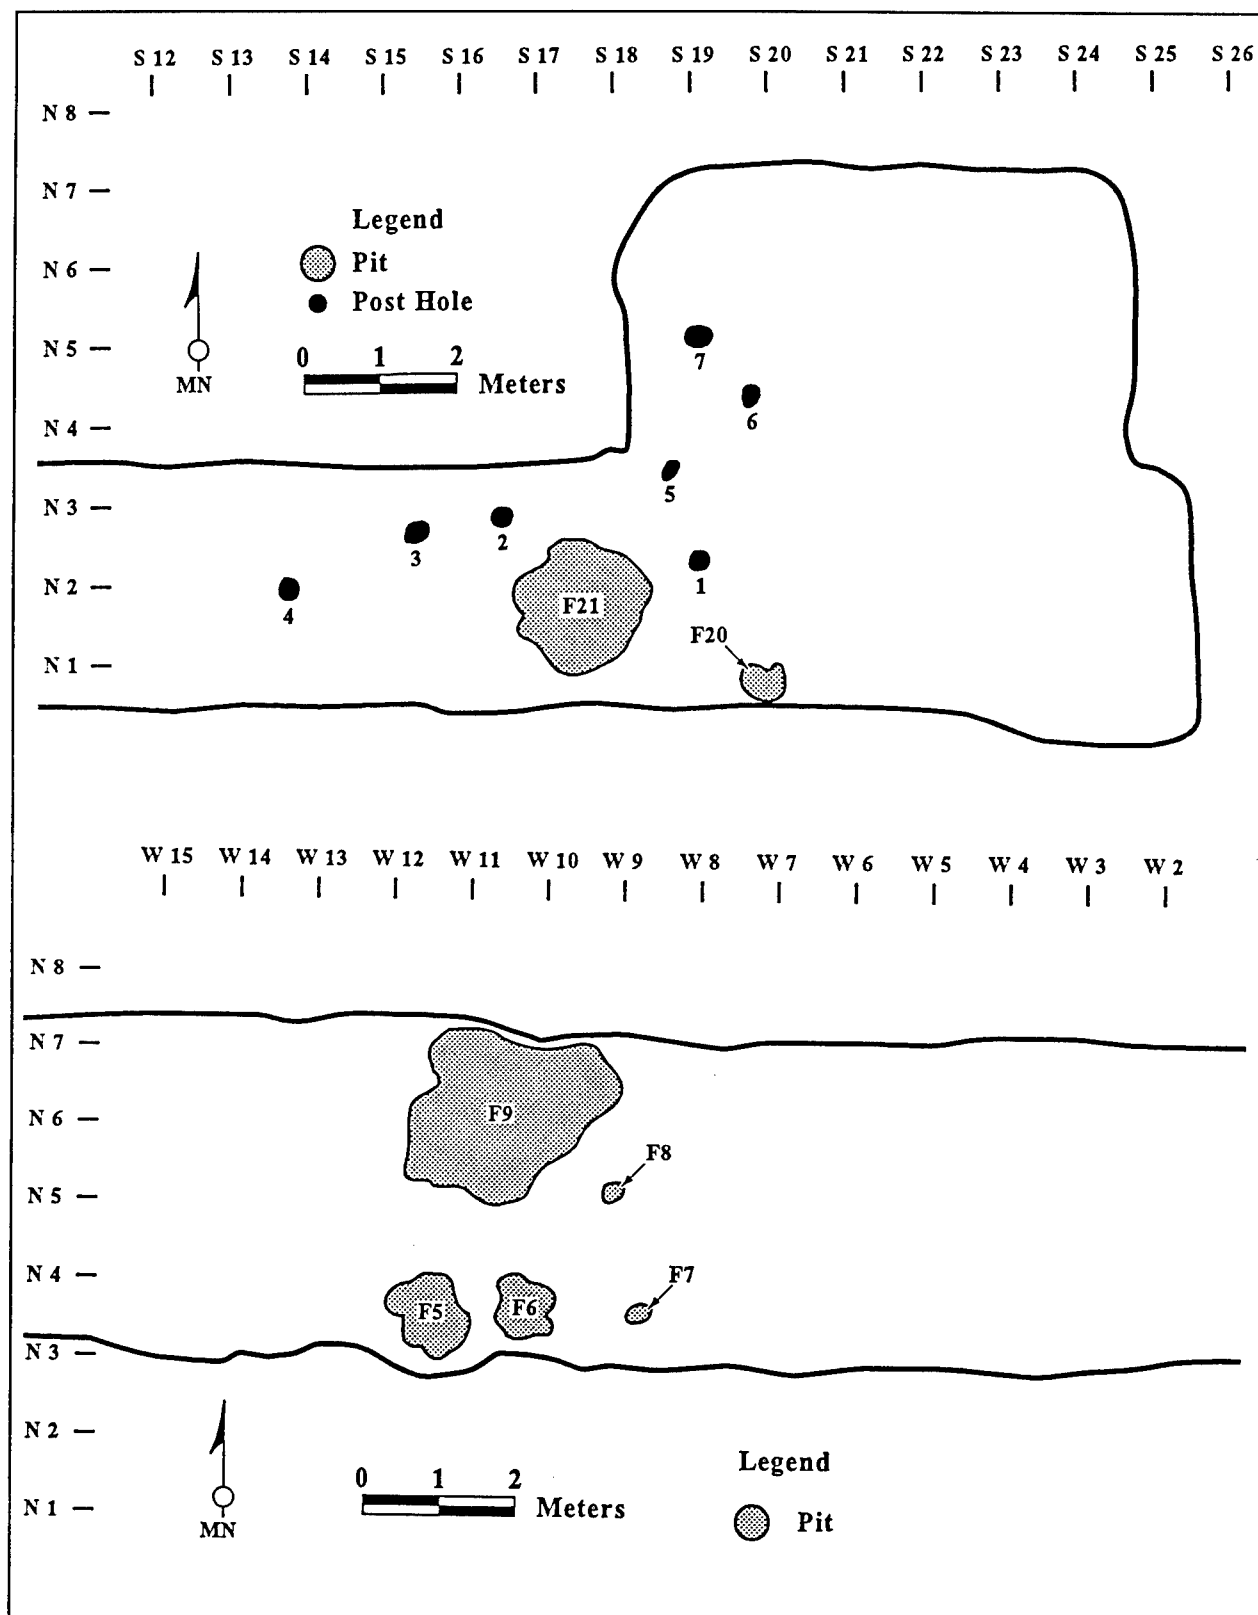 S 12 S 13 S 14 S 15 S 16 S 17 S 18 S 19 S 20 S 21 S 22 S 23 S 24 S 25 S 26
N 8
N 7
Legend
Pit
N 6
Post Hole
N 5
7
0 1 2
MN
Meters
6
N 4
5
N 3
3
2
N 2
4
F21
1
F20
N 1
W 15 W 14 W 13 W 12 W 11 W 10 W 9 W 8 W 7 W 6 W 5 W 4 W 3 W 2
N 8
N 7
N 6
F9
F8
N 5
N 4
F7
F5
F6
N 3
N 2
Legend
0 1 2
N 1
Meters
Pit
MN